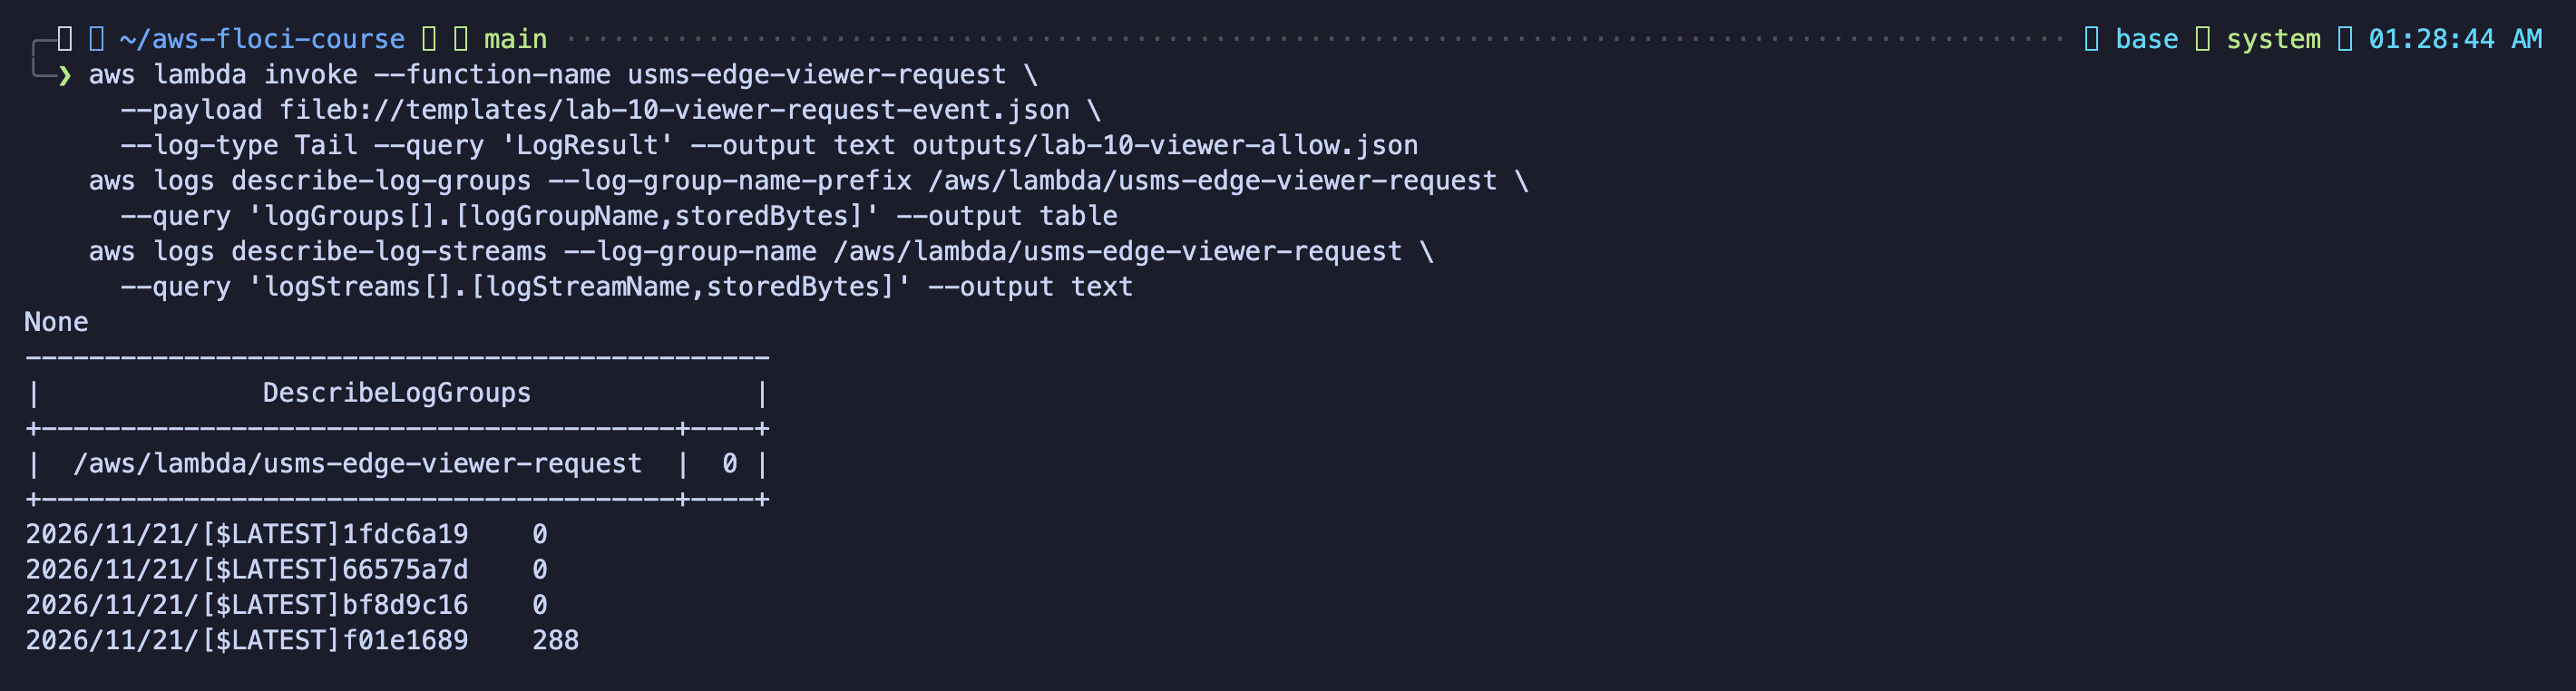 ~/aws-floci-course main base system 01:28:44 AM
❯ aws lambda invoke --function-name usms-edge-viewer-request \
--payload fileb://templates/lab-10-viewer-request-event.json \
--log-type Tail --query 'LogResult' --output text outputs/lab-10-viewer-allow.json
aws logs describe-log-groups --log-group-name-prefix /aws/lambda/usms-edge-viewer-request \
--query 'logGroups[].[logGroupName,storedBytes]' --output table
aws logs describe-log-streams --log-group-name /aws/lambda/usms-edge-viewer-request \
--query 'logStreams[].[logStreamName,storedBytes]' --output text
None
-----------------------------------------------
|              DescribeLogGroups              |
+----------------------------------------+----+
|  /aws/lambda/usms-edge-viewer-request  |  0 |
+----------------------------------------+----+
2026/11/21/[$LATEST]1fdc6a19    0
2026/11/21/[$LATEST]66575a7d    0
2026/11/21/[$LATEST]bf8d9c16    0
2026/11/21/[$LATEST]f01e1689    288